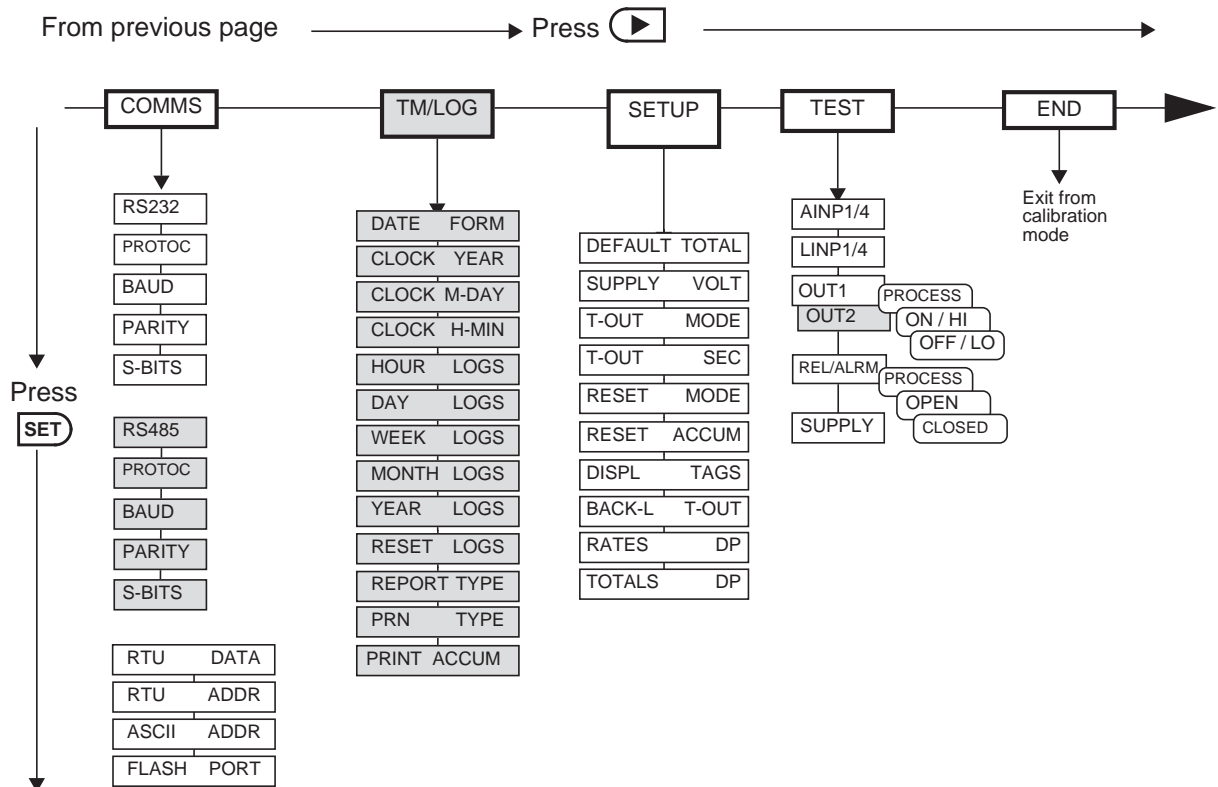 From previous page
Press
COMMS
TM/LOG
SETUP
TEST
END
Press
SET
RS232
PROTOC
BAUD
PARITY
S-BITS
RS485
PROTOC
BAUD
PARITY
S-BITS
RTU DATA
RTU ADDR
ASCII ADDR
FLASH PORT
DATE FORM
CLOCK YEAR
CLOCK M-DAY
CLOCK H-MIN
HOUR LOGS
DAY LOGS
WEEK LOGS
MONTH LOGS
YEAR LOGS
RESET LOGS
REPORT TYPE
PRN TYPE
PRINT ACCUM
DEFAULT TOTAL
SUPPLY VOLT
T-OUT MODE
T-OUT SEC
RESET MODE
RESET ACCUM
DISPL TAGS
BACK-L T-OUT
RATES DP
TOTALS DP
AINP1/4
LINP1/4
OUT1
OUT2
PROCESS
ON / HI
OFF / LO
REL/ALRM
PROCESS
OPEN
CLOSED
SUPPLY
Exit from
calibration
mode